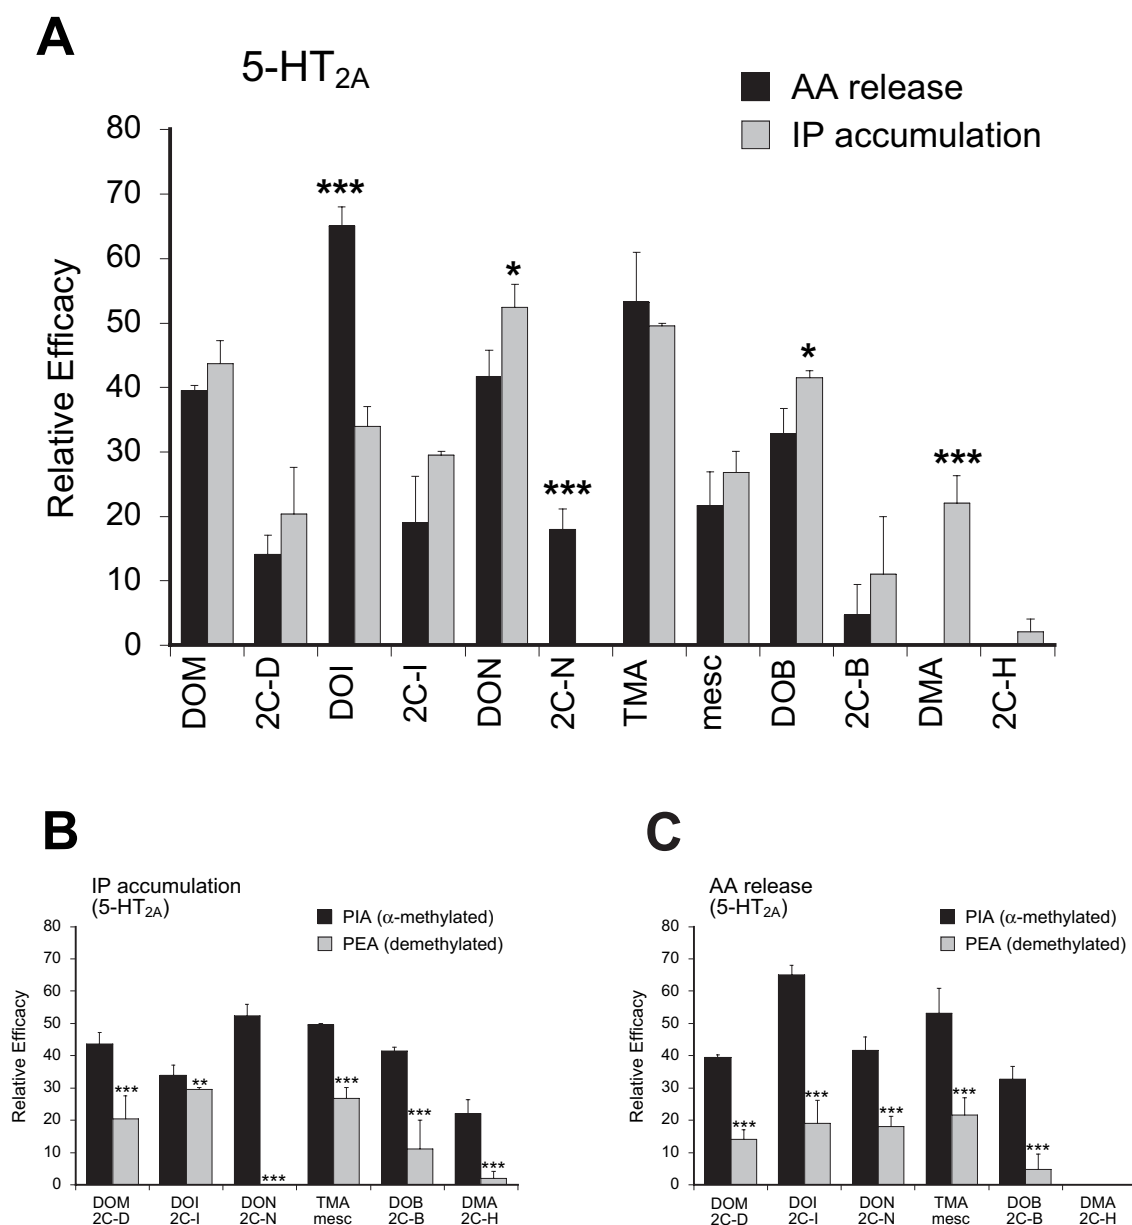 A
5-HT2A
AA release
IP accumulation
Relative Efficacy
80
70
60
50
40
30
20
10
0
***
*
***
*
***
DOM
2C-D
DOI
2C-I
DON
2C-N
TMA
mesc
DOB
2C-B
DMA
2C-H
B
IP accumulation
(5-HT2A)
PIA (α-methylated)
PEA (demethylated)
Relative Efficacy
80
70
60
50
40
30
20
10
0
***
**
***
***
***
***
DOM
2C-D
DOI
2C-I
DON
2C-N
TMA
mesc
DOB
2C-B
DMA
2C-H
C
AA release
(5-HT2A)
PIA (α-methylated)
PEA (demethylated)
Relative Efficacy
80
70
60
50
40
30
20
10
0
***
***
***
***
***
DOM
2C-D
DOI
2C-I
DON
2C-N
TMA
mesc
DOB
2C-B
DMA
2C-H